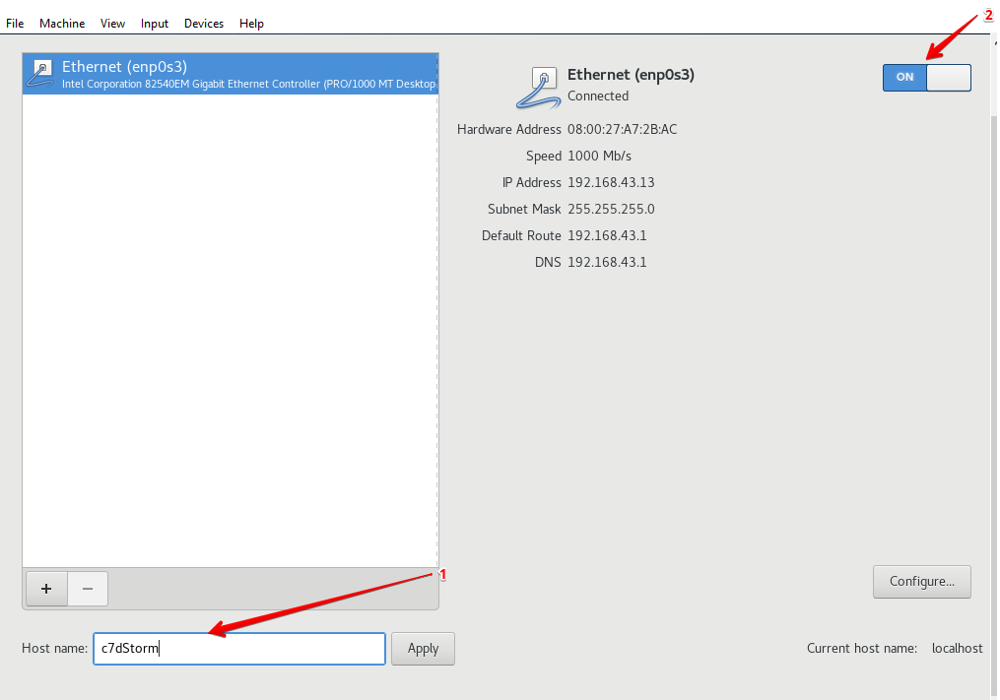 2
File Machine View Input Devices Help
Ethernet (enp0s3)
Intel Corporation 82540EM Gigabit Ethernet Controller (PRO/1000 MT Desktop
Ethernet (enp0s3)
Connected
ON
Hardware Address 08:00:27:A7:2B:AC
Speed 1000 Mb/s
IP Address 192.168.43.13
Subnet Mask 255.255.255.0
Default Route 192.168.43.1
DNS 192.168.43.1
1
+ −
Configure...
Host name: c7dStorm Apply
Current host name: localhost